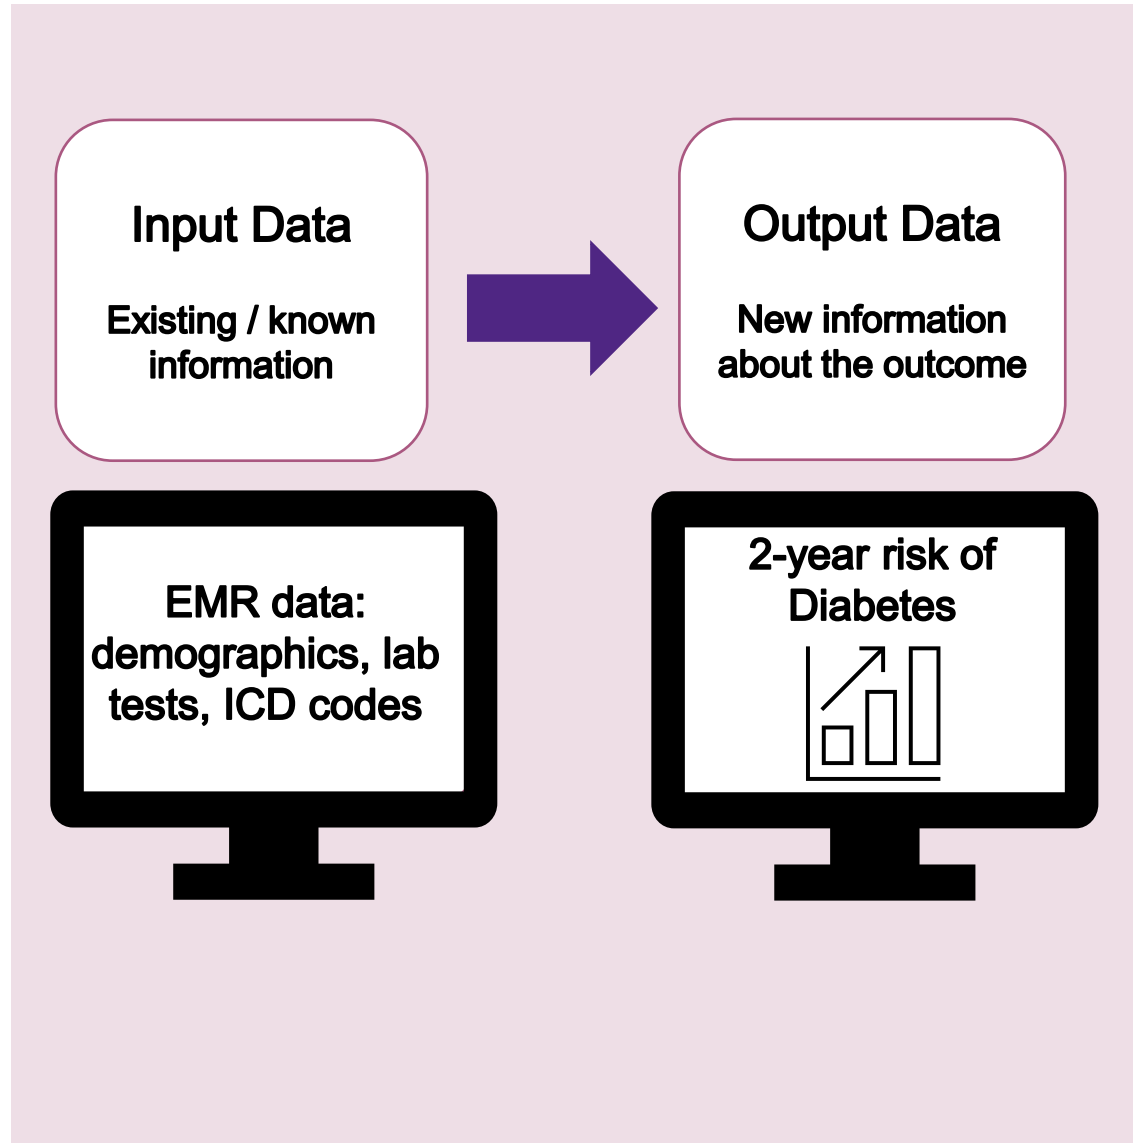 Input Data
Existing / known
information
Output Data
New information
about the outcome
EMR data:
demographics, lab
tests, ICD codes
2-year risk of
Diabetes